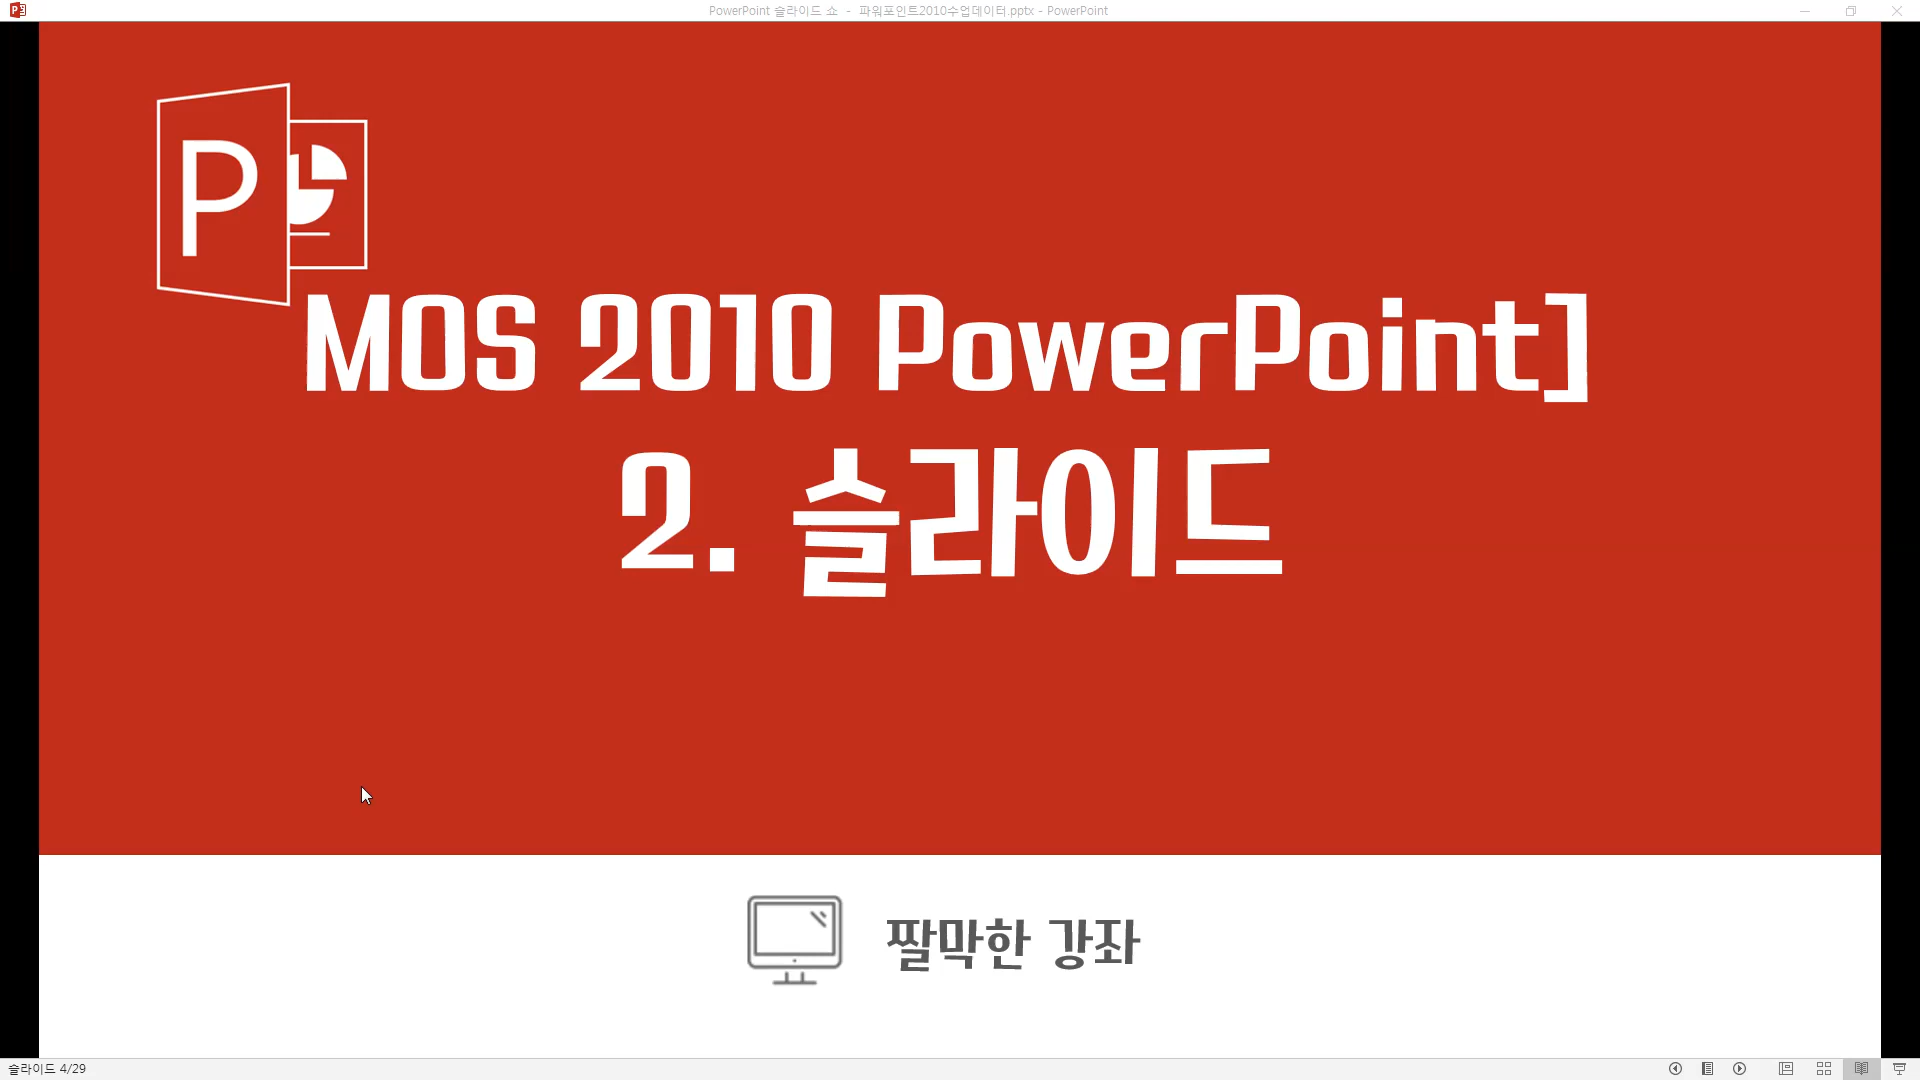 PowerPoint 슬라이드 쇼 - 파워포인트2010수업데이터.pptx - PowerPoint
P
MOS 2010 PowerPoint]
2. 슬라이드
짤막한 강좌
슬라이드 4/29